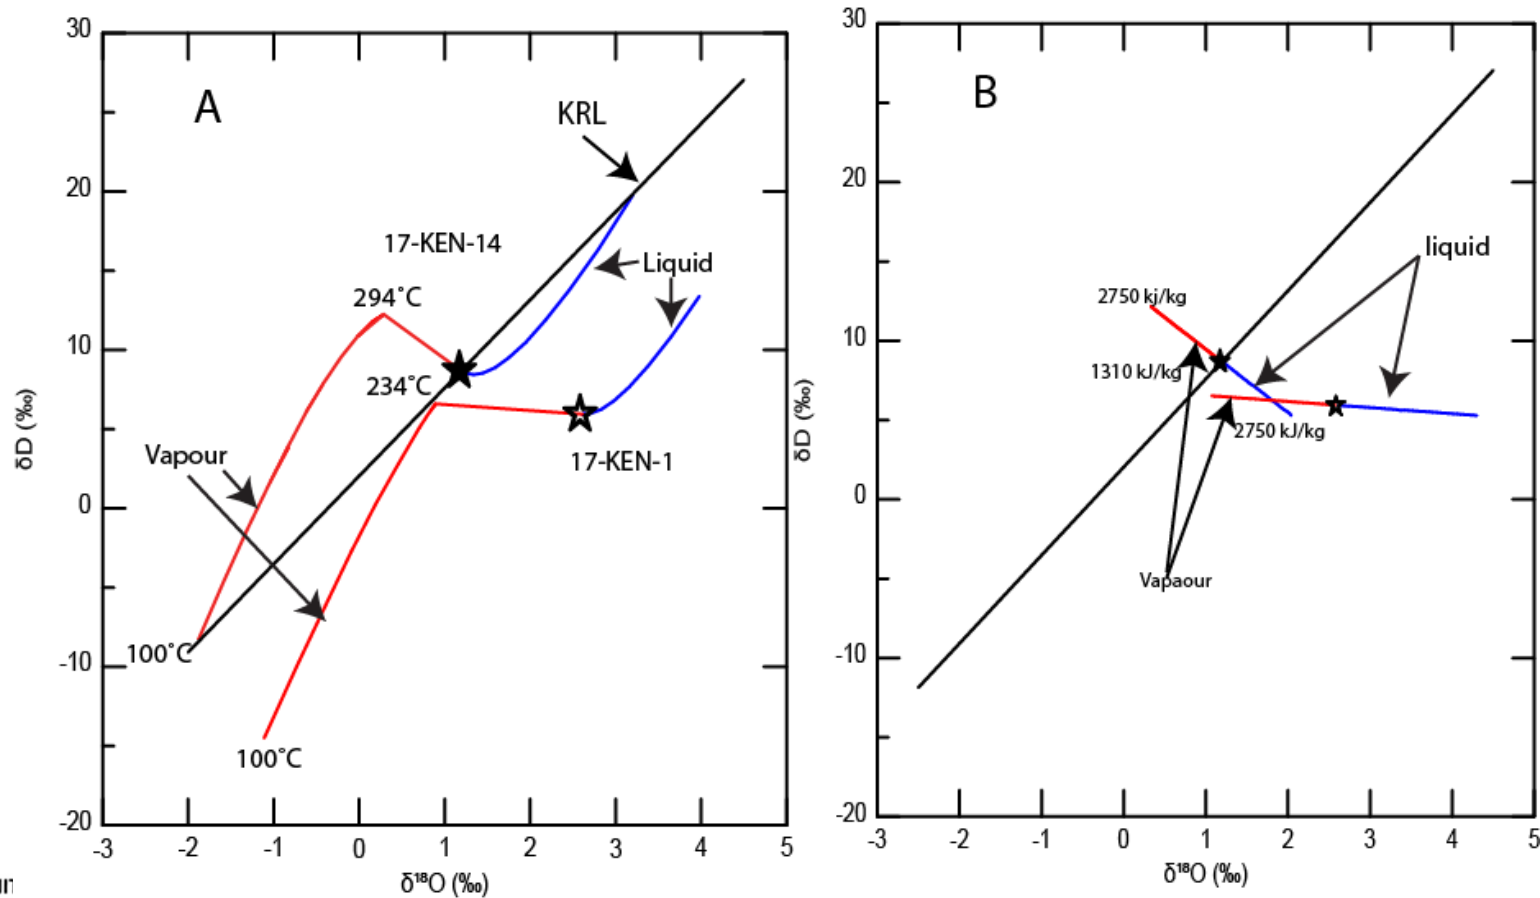 30
20
10
0
-10
-20
-3
-2
-1
0
1
2
3
4
5
δD (‰)
δ¹⁸O (‰)
A
KRL
17-KEN-14
294°C
Liquid
234°C
17-KEN-1
Vapour
100°C
100°C
30
20
10
0
-10
-20
-3
-2
-1
0
1
2
3
4
5
δD (‰)
δ¹⁸O (‰)
B
liquid
2750 kj/kg
1310 kJ/kg
2750 kJ/kg
Vapaour